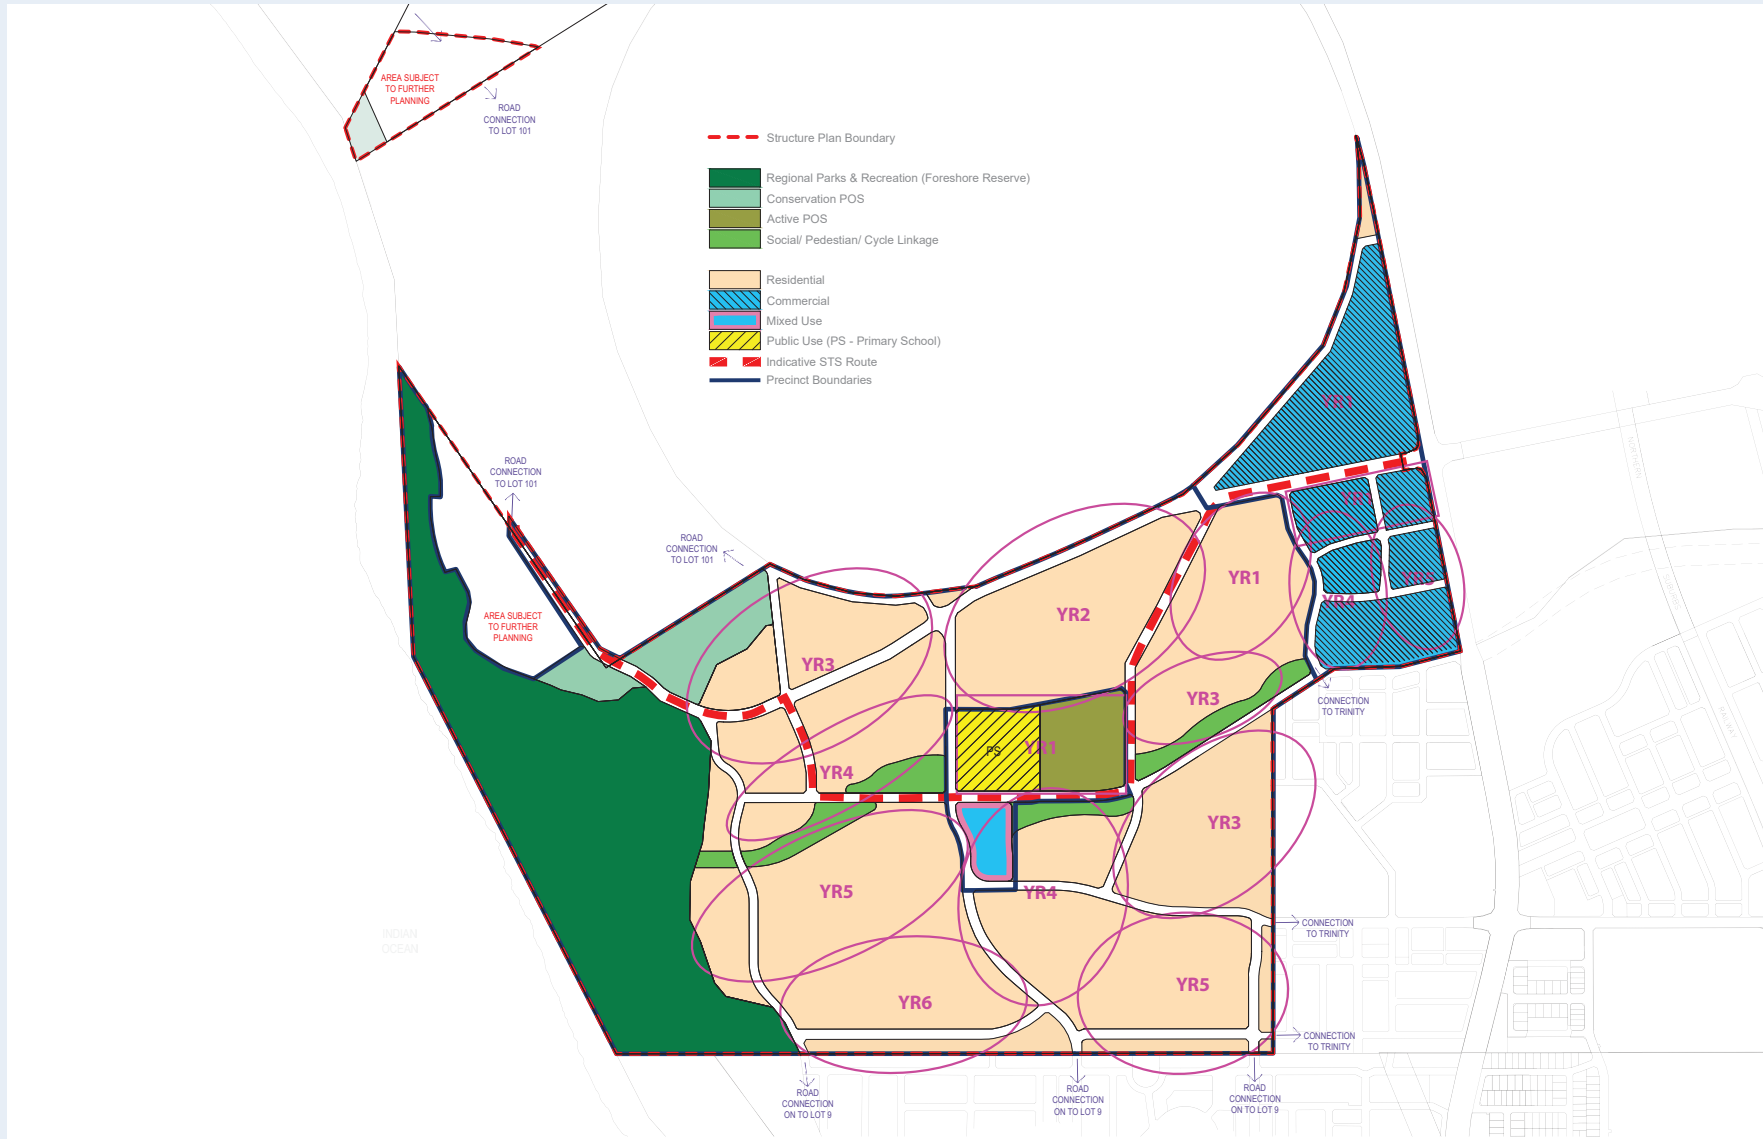 AREA SUBJECT
TO FURTHER
PLANNING
ROAD
CONNECTION
TO LOT 101
Structure Plan Boundary
Regional Parks & Recreation (Foreshore Reserve)
Conservation POS
Active POS
Social/ Pedestian/ Cycle Linkage
Residential
Commercial
Mixed Use
Public Use (PS - Primary School)
Indicative STS Route
Precinct Boundaries
YR1
ROAD
CONNECTION
TO LOT 101
YR1
ROAD
CONNECTION
TO LOT 101
YR1
YR5
YR4
AREA SUBJECT
TO FURTHER
PLANNING
YR2
YR3
YR3
CONNECTION
TO TRINITY
PS
YR1
YR4
YR3
YR5
YR4
INDIAN
OCEAN
CONNECTION
TO TRINITY
YR5
YR6
CONNECTION
TO TRINITY
ROAD
CONNECTION
ON TO LOT 9
ROAD
CONNECTION
ON TO LOT 9
ROAD
CONNECTION
ON TO LOT 9